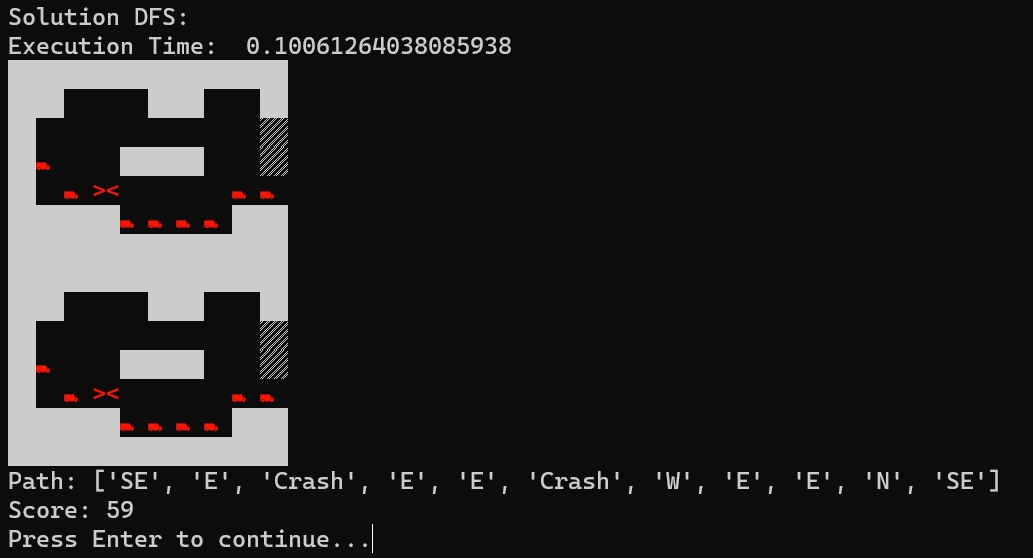 Solution DFS:
Execution Time:  0.10061264038085938
><
><
Path: ['SE', 'E', 'Crash', 'E', 'E', 'Crash', 'W', 'E', 'E', 'N', 'SE']
Score: 59
Press Enter to continue...